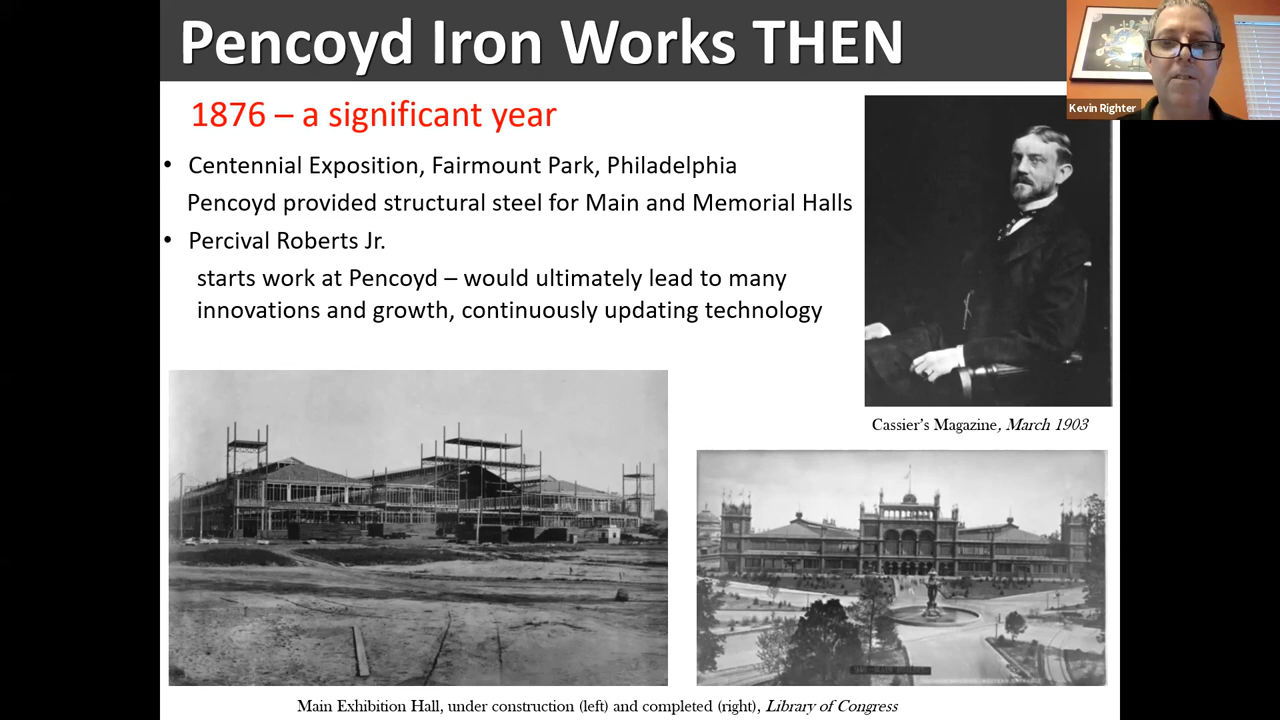 Pencoyd Iron Works THEN
Kevin Righter
1876 – a significant year
• Centennial Exposition, Fairmount Park, Philadelphia
Pencoyd provided structural steel for Main and Memorial Halls
• Percival Roberts Jr.
starts work at Pencoyd – would ultimately lead to many
innovations and growth, continuously updating technology
Cassier's Magazine, March 1903
Main Exhibition Hall, under construction (left) and completed (right), Library of Congress